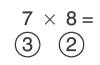 7 × 8 =
3 2